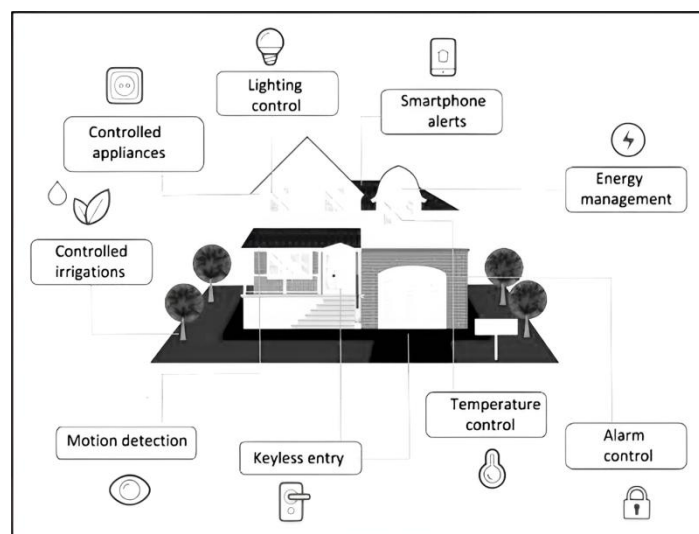 Lighting
control
Smartphone
alerts
Controlled
appliances
Energy
management
Controlled
irrigations
Temperature
control
Motion detection
Keyless entry
Alarm
control